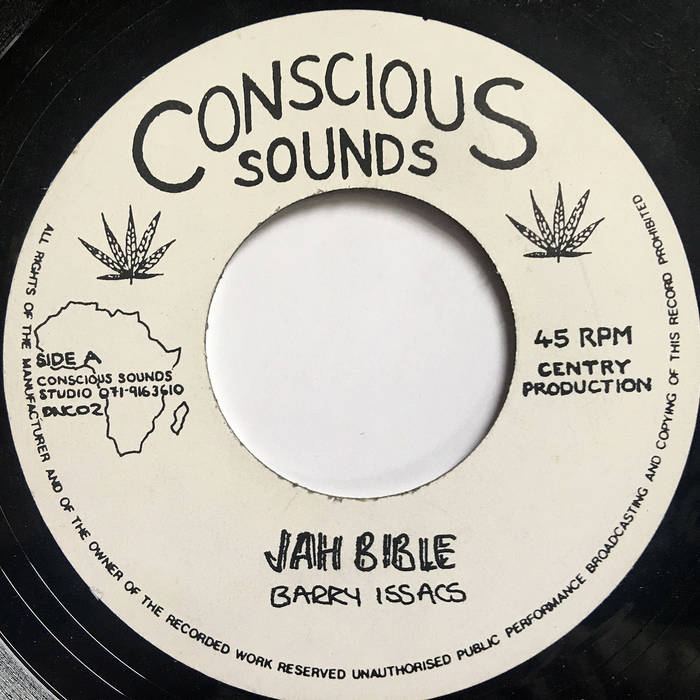 CONSCIOUS
SOUNDS
SIDE A
CONSCIOUS SOUNDS
STUDIO 071-9163610
DNC02
45 RPM
CENTRY
PRODUCTION
JAH BIBLE
BARRY ISSACS
ALL RIGHTS OF THE MANUFACTURER AND OF THE OWNER OF THE RECORDED WORK RESERVED UNAUTHORISED PUBLIC PERFORMANCE BROADCASTING AND COPYING OF THIS RECORD PROHIBITED